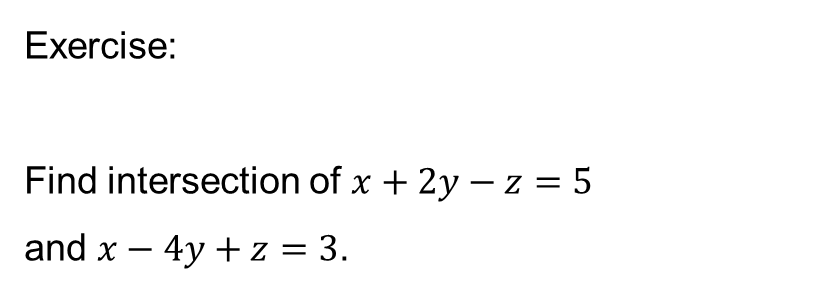 Exercise:
Find intersection of 𝑥 + 2𝑦 − 𝑧 = 5
and 𝑥 − 4𝑦 + 𝑧 = 3.